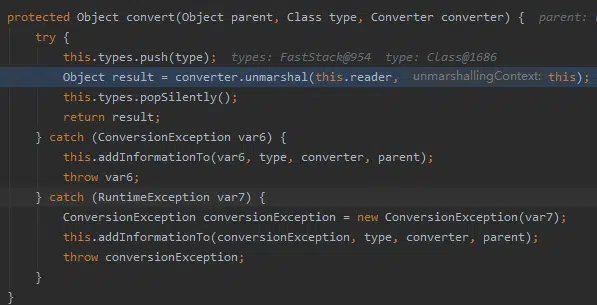 protected Object convert(Object parent, Class type, Converter converter) { parent:
try {
this.types.push(type); types: FastStack@954 type: Class@1686
Object result = converter.unmarshal(this.reader, unmarshallingContext: this);
this.types.popSilently();
return result;
} catch (ConversionException var6) {
this.addInformationTo(var6, type, converter, parent);
throw var6;
} catch (RuntimeException var7) {
ConversionException conversionException = new ConversionException(var7);
this.addInformationTo(conversionException, type, converter, parent);
throw conversionException;
}
}